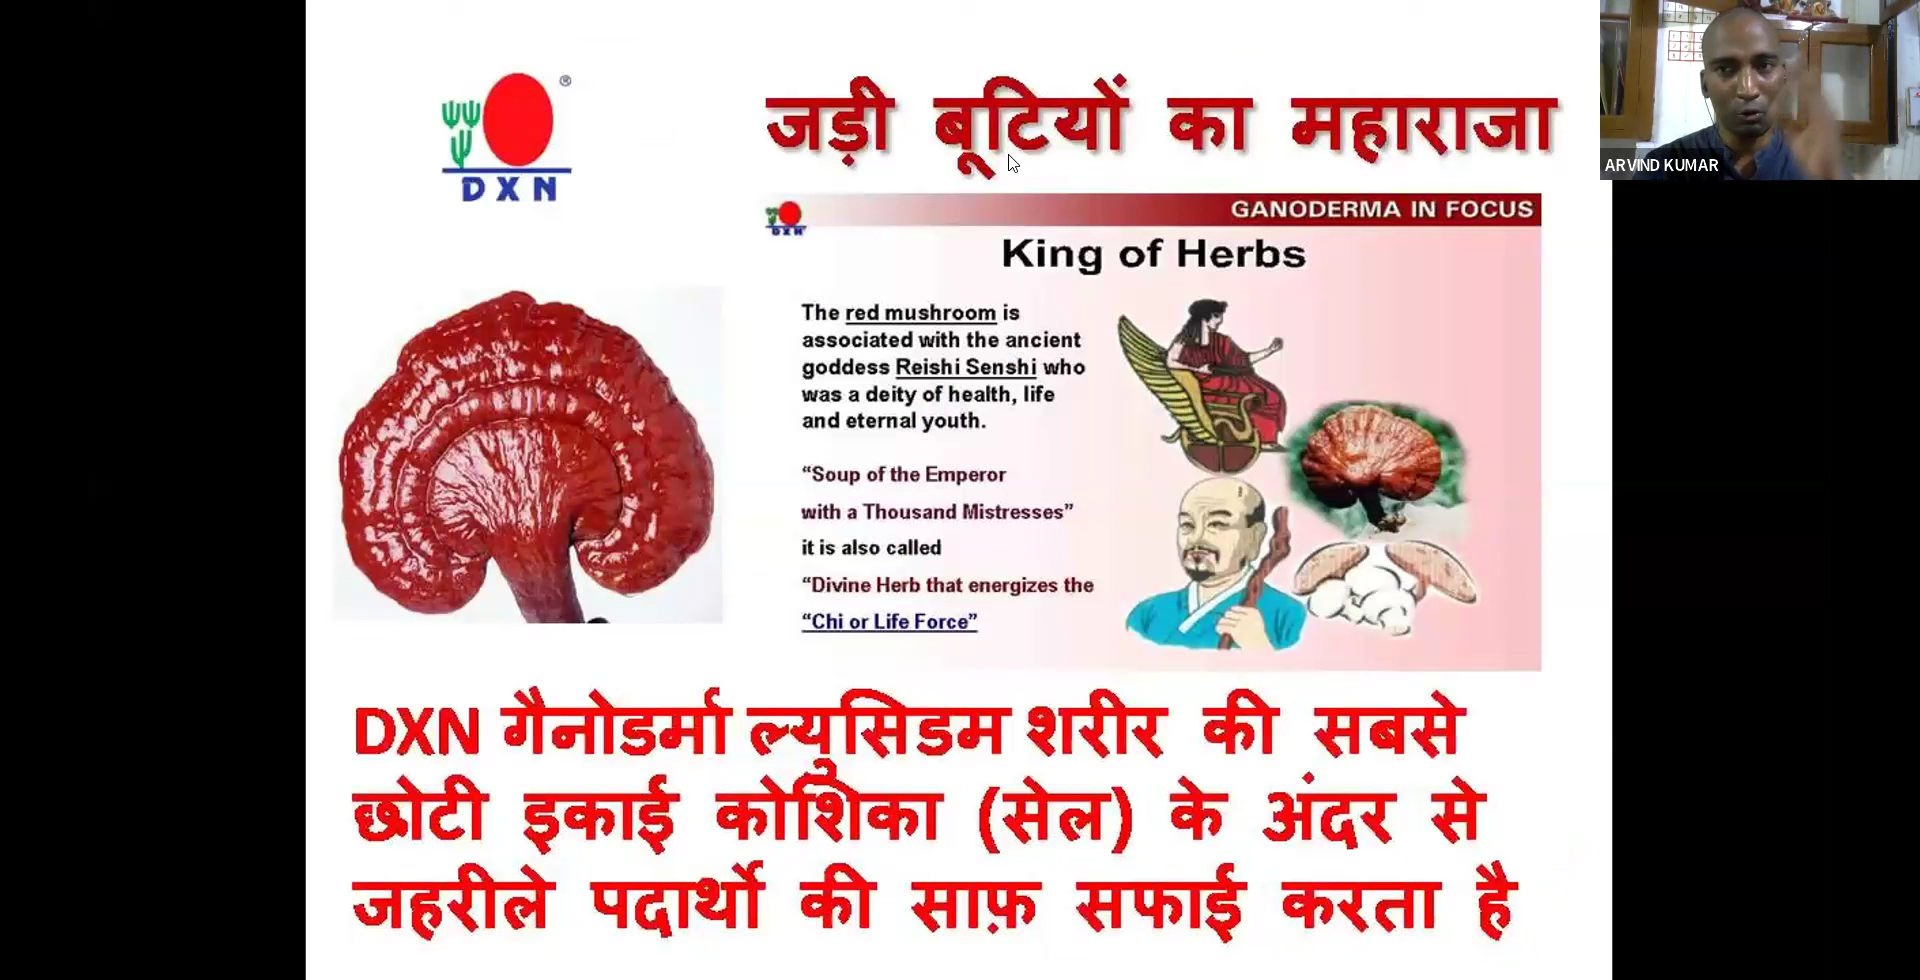 DXN
®
जड़ी बूटियों का महाराजा
ARVIND KUMAR
DXN
GANODERMA IN FOCUS
King of Herbs
The red mushroom is
associated with the ancient
goddess Reishi Senshi who
was a deity of health, life
and eternal youth.
“Soup of the Emperor
with a Thousand Mistresses”
it is also called
“Divine Herb that energizes the
“Chi or Life Force”
DXN गैनोडर्मा ल्युसिडम शरीर की सबसे
छोटी इकाई कोशिका (सेल) के अंदर से
जहरीले पदार्थो की साफ़ सफाई करता है